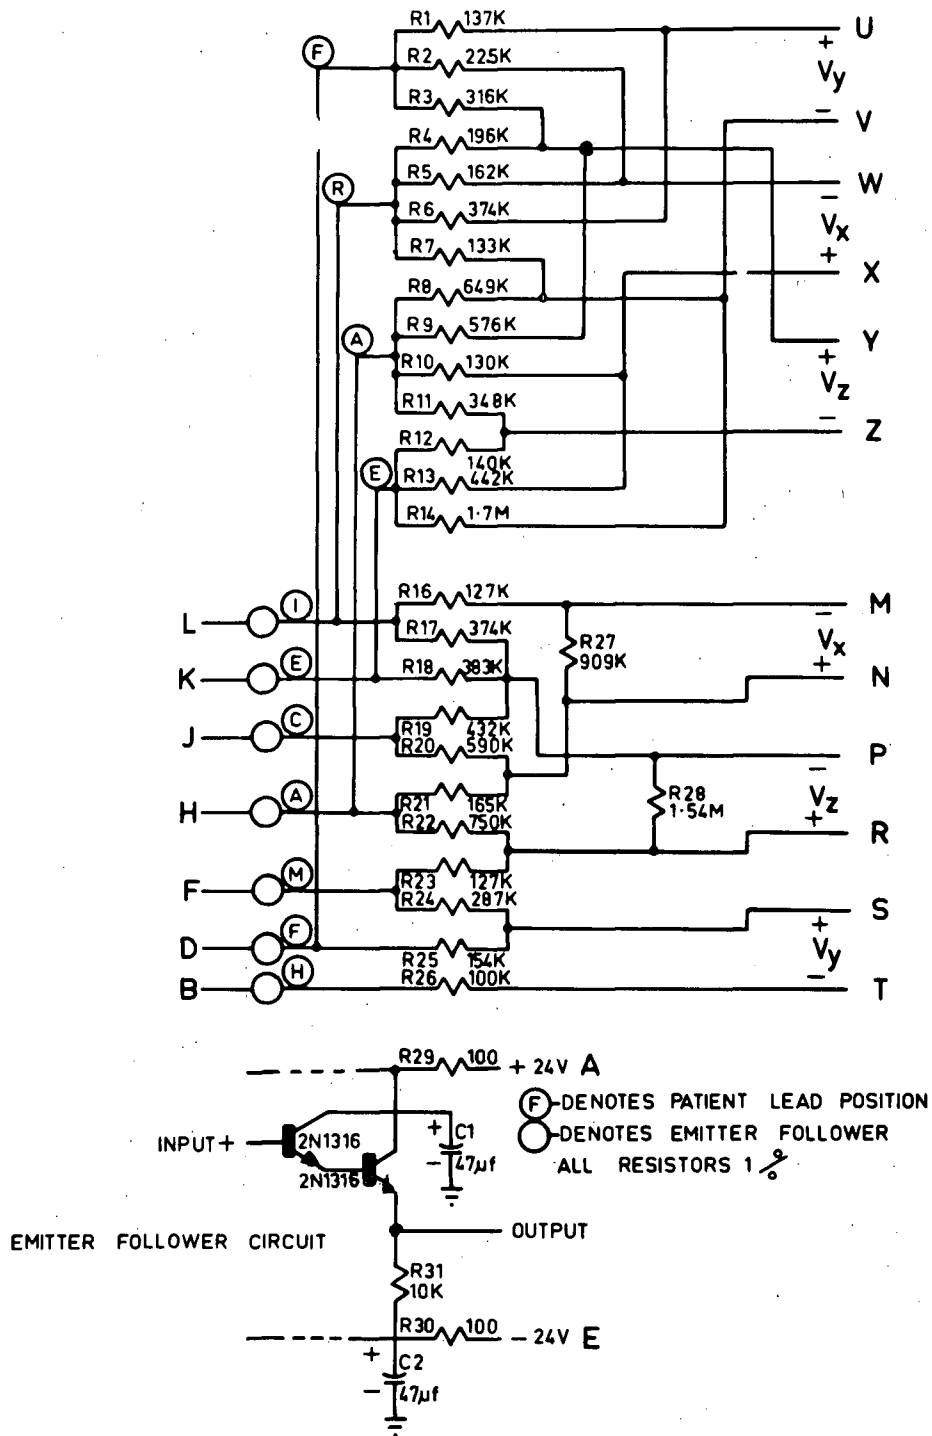 R1 137K U
F R2 225K + Vy
R3 316K − V
R4 196K
R5 162K W
R R6 374K − Vx
R7 133K + X
R8 649K
A R9 576K Y
R10 130K + Vz
R11 348K − Z
R12 140K
E R13 442K
R14 1·7M
L I R16 127K M
R17 374K R27 909K − Vx +
K E R18 383K N
J C R19 432K
R20 590K P
H A R21 165K R28 1·54M − Vz +
R22 750K R
F M R23 127K
R24 287K S
D F R25 154K + Vy
B H R26 100K − T
R29 100 + 24V A
F -DENOTES PATIENT LEAD POSITION
-DENOTES EMITTER FOLLOWER
ALL RESISTORS 1 %
INPUT+ 2N1316 + C1
2N1316 − 47µf
OUTPUT
EMITTER FOLLOWER CIRCUIT
R31
10K
R30 100 − 24V E
+ C2
− 47µf